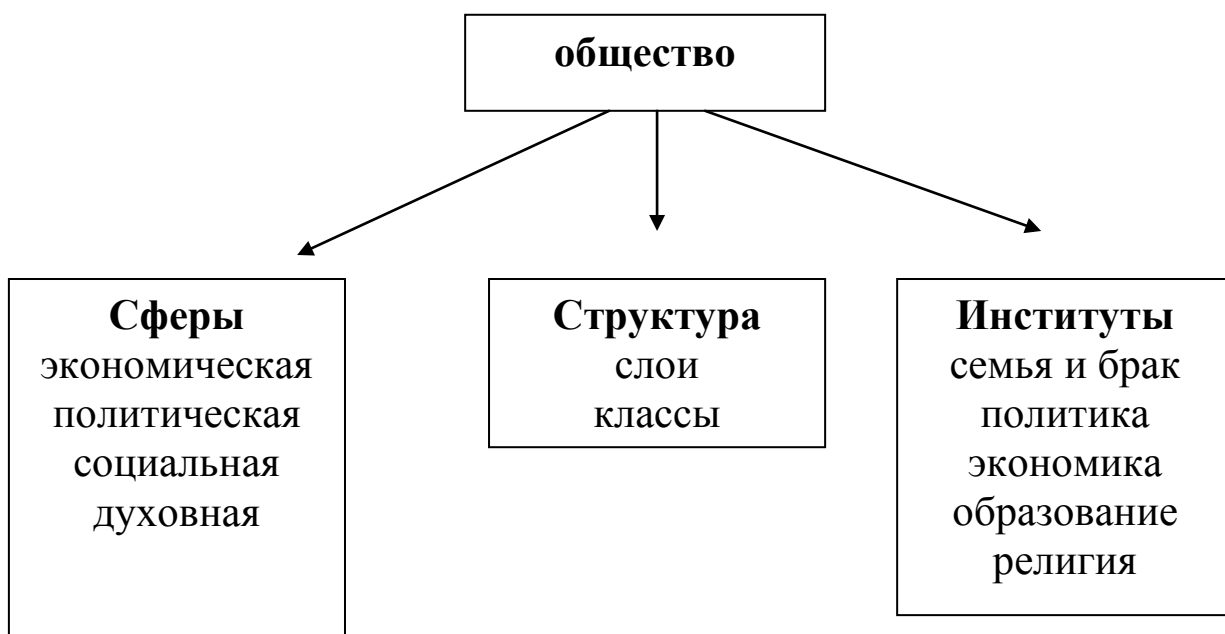 общество
Сферы
экономическая
политическая
социальная
духовная
Структура
слои
классы
Институты
семья и брак
политика
экономика
образование
религия